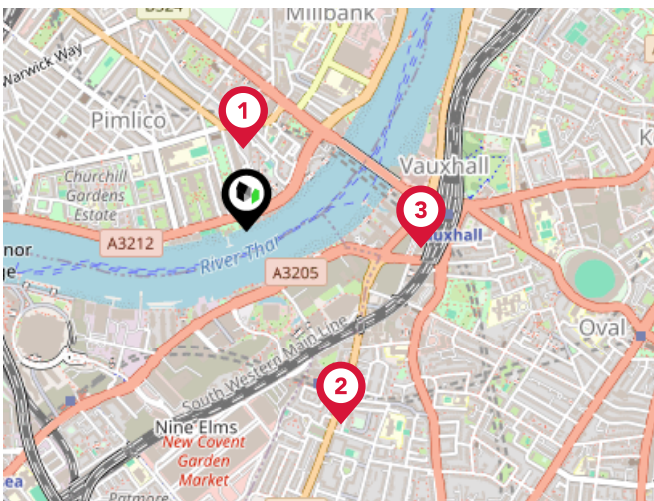 Millbank
Warwick Way
1
Pimlico
Vauxhall
Churchill
Gardens
Estate
3
Vauxhall
A3212
River Tha
A3205
Oval
South Western Main Line
2
Nine Elms
New Covent
Garden
Market
Patmore